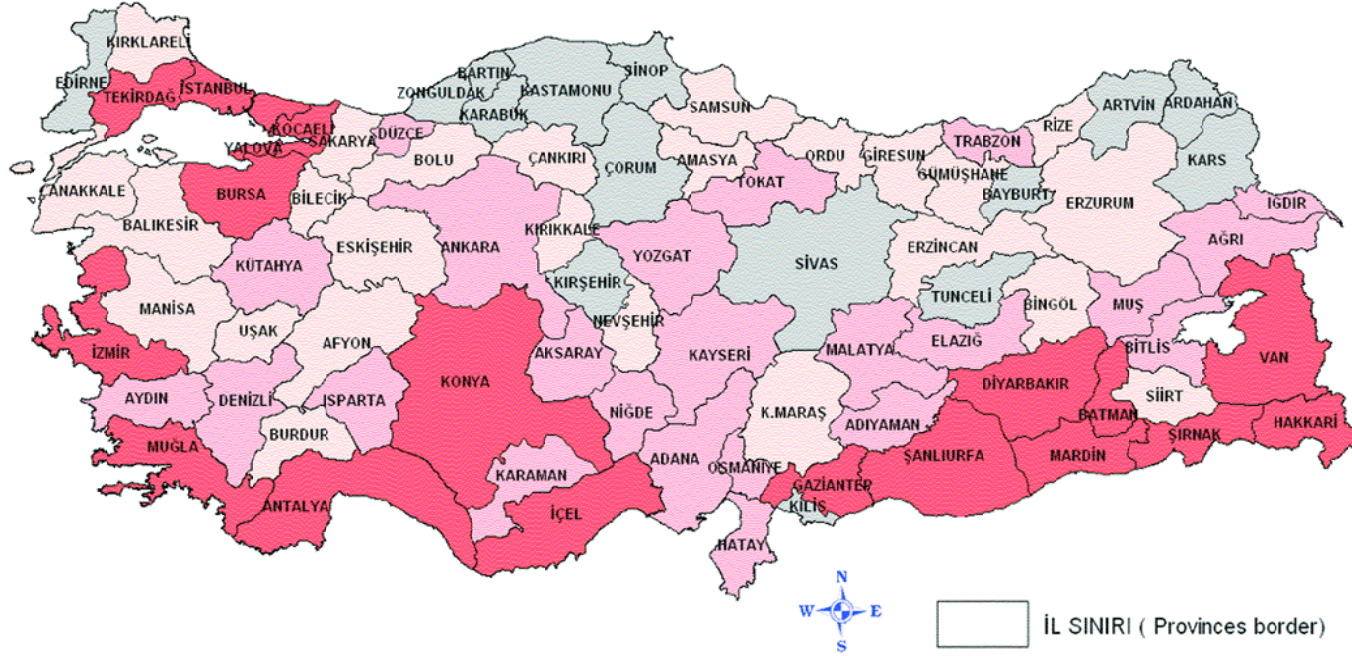 KIRKLARELİ
EDİRNE
TEKİRDAĞ
İSTANBUL
KOCAELİ
YALOVA
SAKARYA
DÜZCE
BOLU
ZONGULDAK
BARTIN
KARABÜK
KASTAMONU
SİNOP
ÇANKIRI
ÇORUM
SAMSUN
AMASYA
TOKAT
ORDU
GİRESUN
GÜMÜŞHANE
TRABZON
BAYBURT
RİZE
ARTVİN
ARDAHAN
KARS
IĞDIR
AĞRI
ERZURUM
ERZİNCAN
ÇANAKKALE
BALIKESİR
BURSA
BİLECİK
ESKİŞEHİR
KÜTAHYA
ANKARA
KIRIKKALE
KIRŞEHİR
YOZGAT
SİVAS
TUNCELİ
BİNGÖL
MUŞ
BİTLİS
VAN
MANİSA
UŞAK
AFYON
İZMİR
AYDIN
DENİZLİ
ISPARTA
BURDUR
MUĞLA
ANTALYA
KONYA
AKSARAY
NEVŞEHİR
NİĞDE
KAYSERİ
KARAMAN
İÇEL
ADANA
OSMANİYE
HATAY
K.MARAŞ
MALATYA
ELAZIĞ
ADIYAMAN
GAZİANTEP
KİLİS
ŞANLIURFA
DİYARBAKIR
BATMAN
MARDİN
SİİRT
ŞIRNAK
HAKKARİ
N
W E
S
İL SINIRI ( Provinces border)